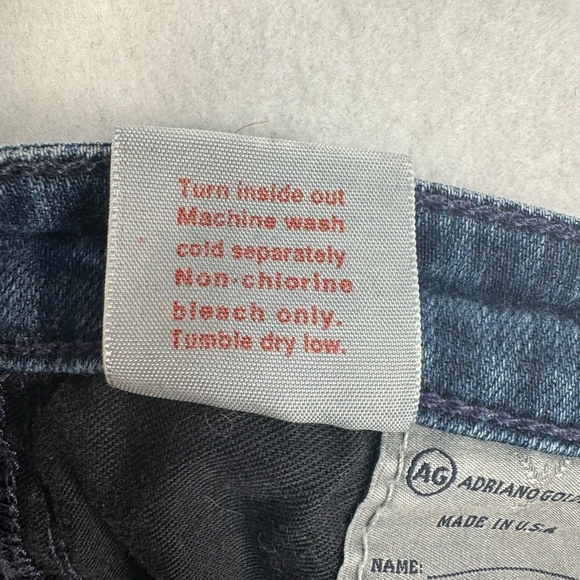 Turn inside out
Machine wash
cold separately
Non-chlorine
bleach only.
Tumble dry low.
AG ADRIANO
MADE IN U.S.A
NAME: